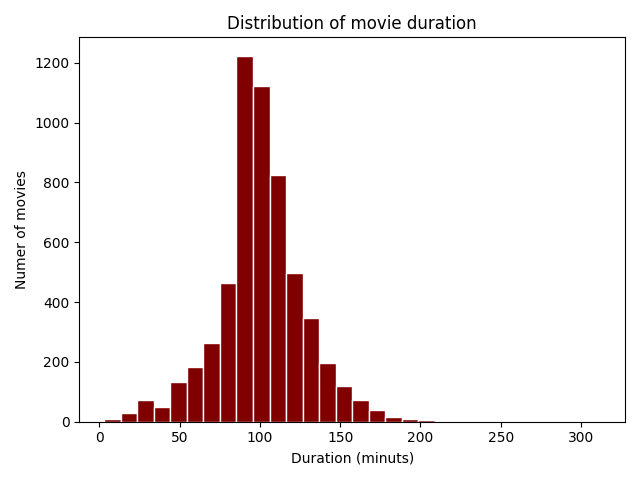 Distribution of movie duration
1200
1000
800
600
400
200
0
Numer of movies
0 50 100 150 200 250 300
Duration (minuts)